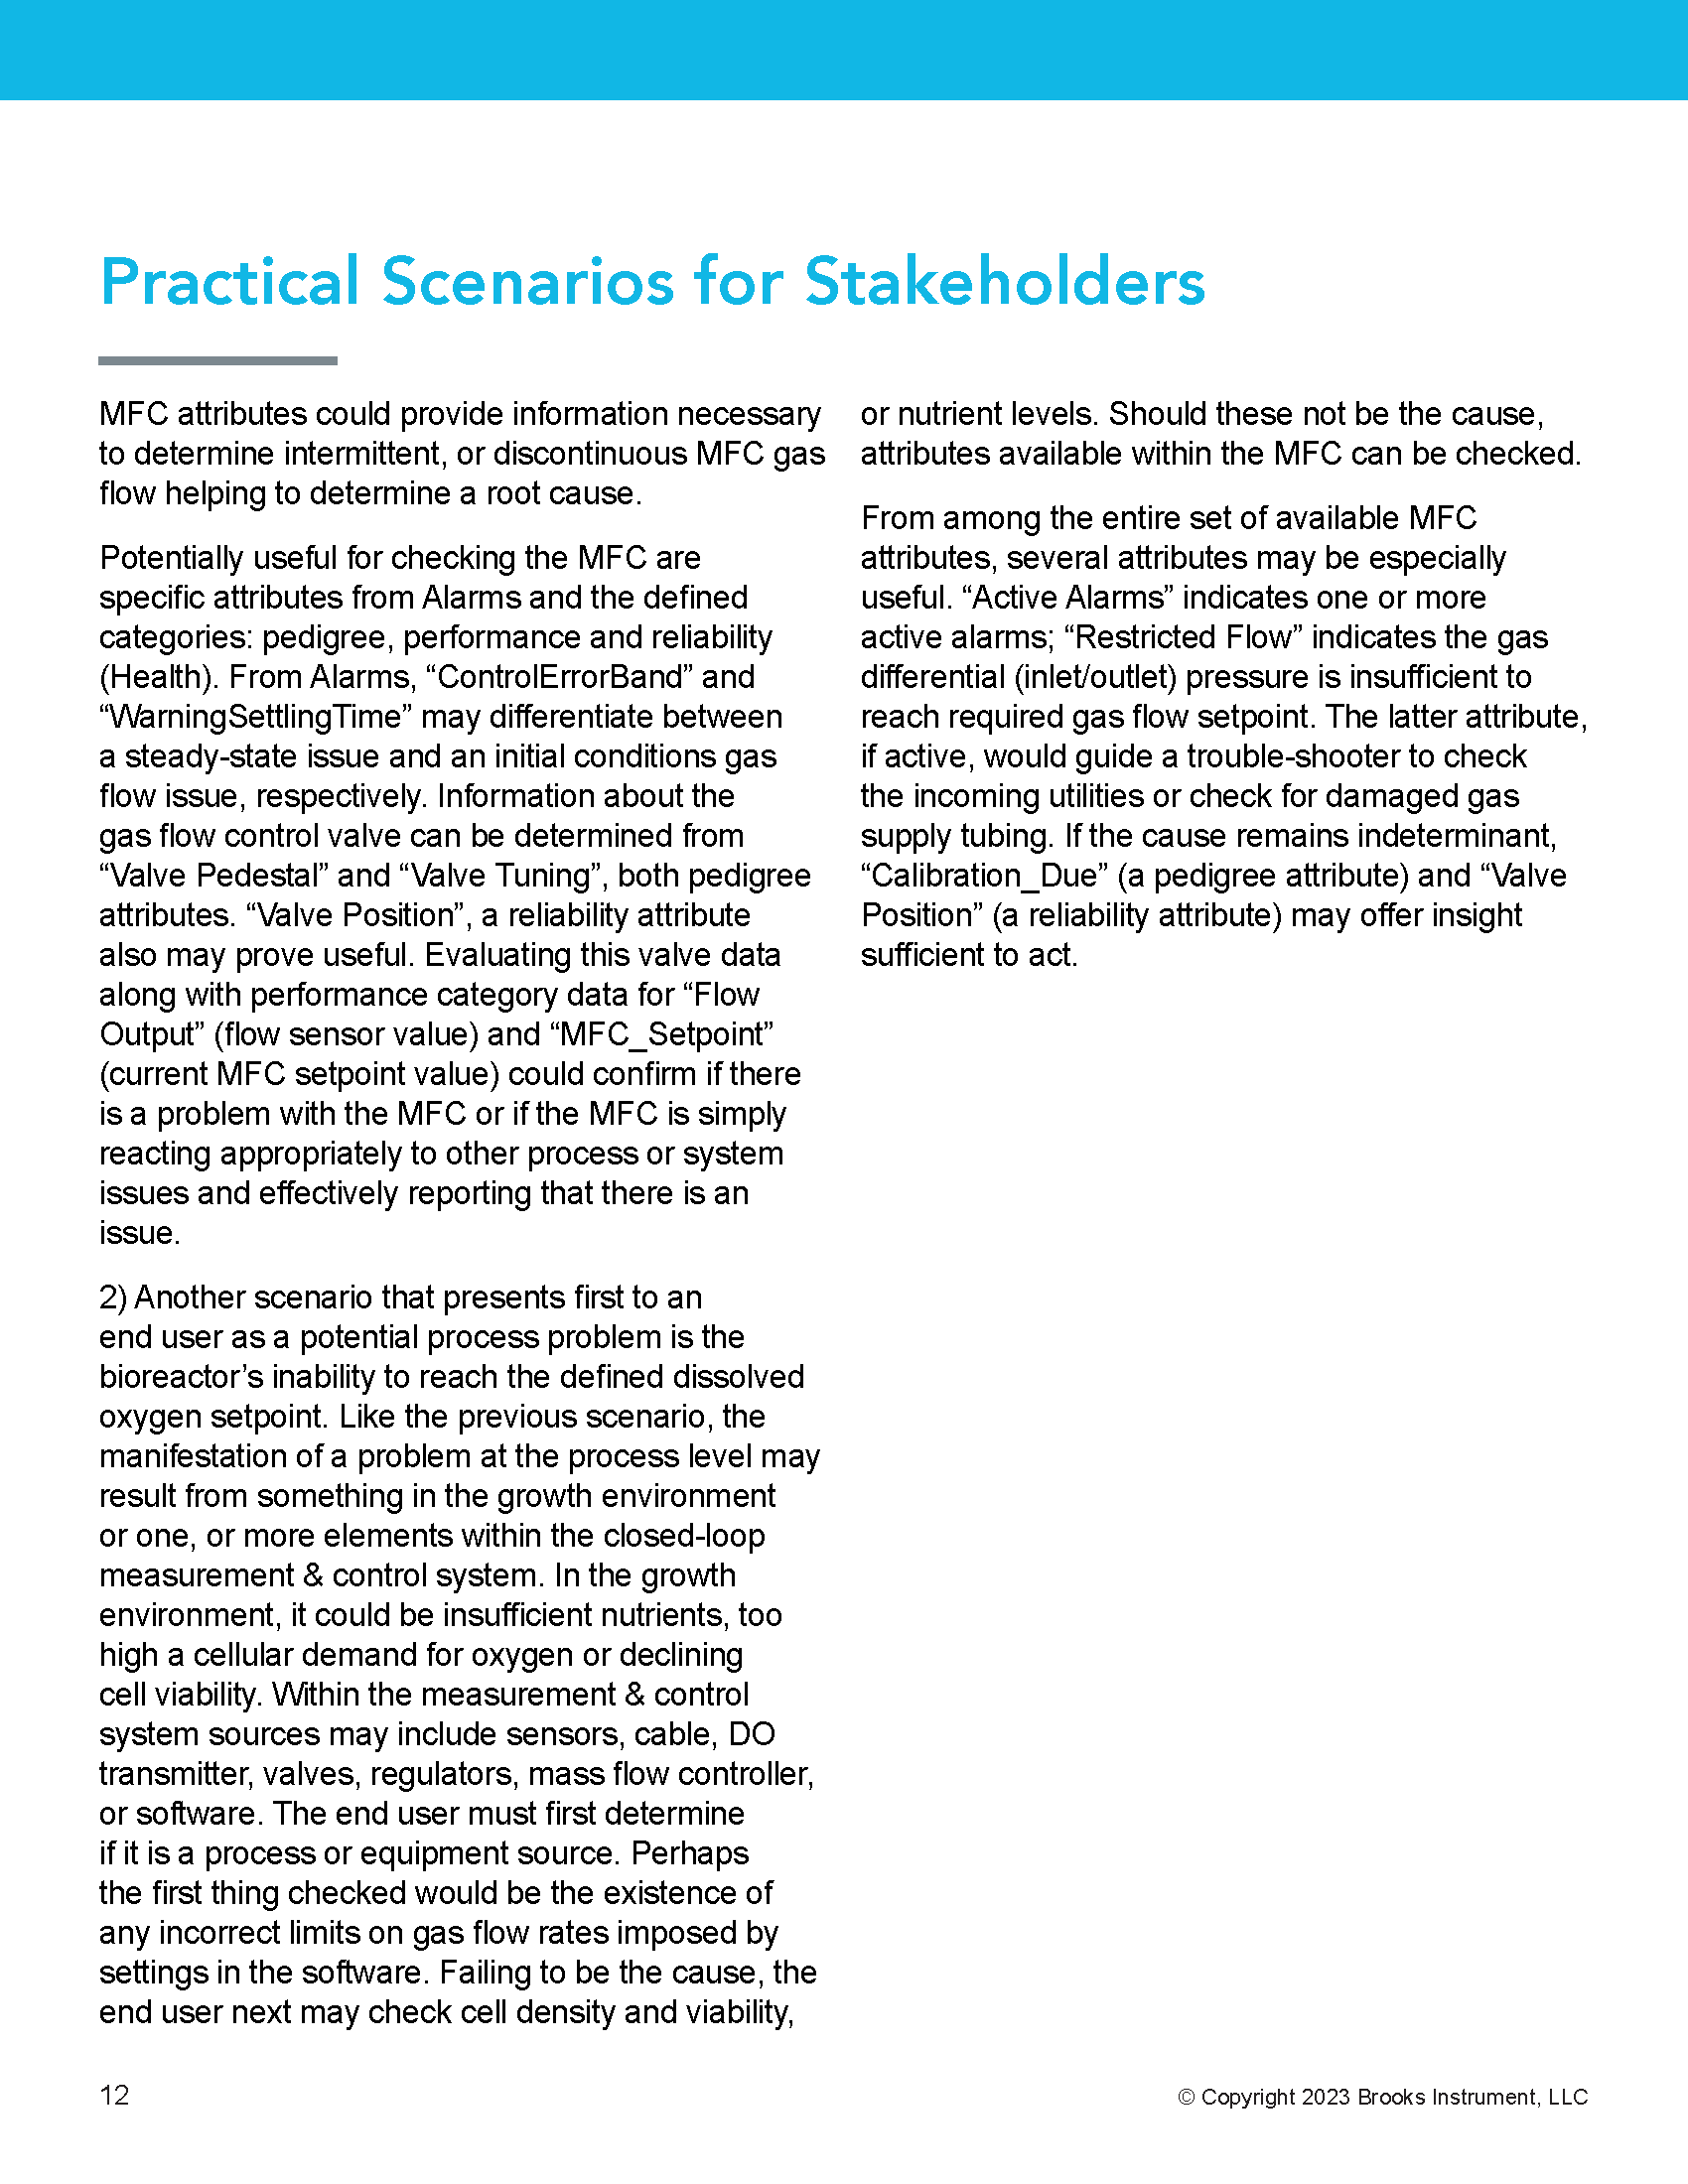 Practical Scenarios for Stakeholders
MFC attributes could provide information necessary
to determine intermittent, or discontinuous MFC gas
flow helping to determine a root cause.
Potentially useful for checking the MFC are
specific attributes from Alarms and the defined
categories: pedigree, performance and reliability
(Health). From Alarms, “ControlErrorBand” and
“WarningSettlingTime” may differentiate between
a steady-state issue and an initial conditions gas
flow issue, respectively. Information about the
gas flow control valve can be determined from
“Valve Pedestal” and “Valve Tuning”, both pedigree
attributes. “Valve Position”, a reliability attribute
also may prove useful. Evaluating this valve data
along with performance category data for “Flow
Output” (flow sensor value) and “MFC_Setpoint”
(current MFC setpoint value) could confirm if there
is a problem with the MFC or if the MFC is simply
reacting appropriately to other process or system
issues and effectively reporting that there is an
issue.
2) Another scenario that presents first to an
end user as a potential process problem is the
bioreactor’s inability to reach the defined dissolved
oxygen setpoint. Like the previous scenario, the
manifestation of a problem at the process level may
result from something in the growth environment
or one, or more elements within the closed-loop
measurement & control system. In the growth
environment, it could be insufficient nutrients, too
high a cellular demand for oxygen or declining
cell viability. Within the measurement & control
system sources may include sensors, cable, DO
transmitter, valves, regulators, mass flow controller,
or software. The end user must first determine
if it is a process or equipment source. Perhaps
the first thing checked would be the existence of
any incorrect limits on gas flow rates imposed by
settings in the software. Failing to be the cause, the
end user next may check cell density and viability,
or nutrient levels. Should these not be the cause,
attributes available within the MFC can be checked.
From among the entire set of available MFC
attributes, several attributes may be especially
useful. “Active Alarms” indicates one or more
active alarms; “Restricted Flow” indicates the gas
differential (inlet/outlet) pressure is insufficient to
reach required gas flow setpoint. The latter attribute,
if active, would guide a trouble-shooter to check
the incoming utilities or check for damaged gas
supply tubing. If the cause remains indeterminant,
“Calibration_Due” (a pedigree attribute) and “Valve
Position” (a reliability attribute) may offer insight
sufficient to act.
12
© Copyright 2023 Brooks Instrument, LLC